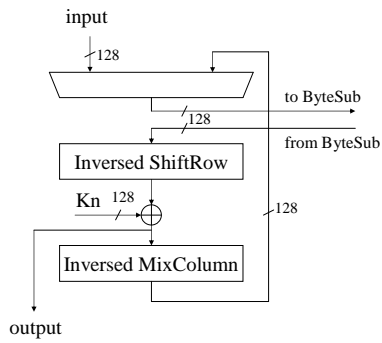 input
128
to ByteSub
128
from ByteSub
Inversed ShiftRow
Kn
128
128
Inversed MixColumn
output